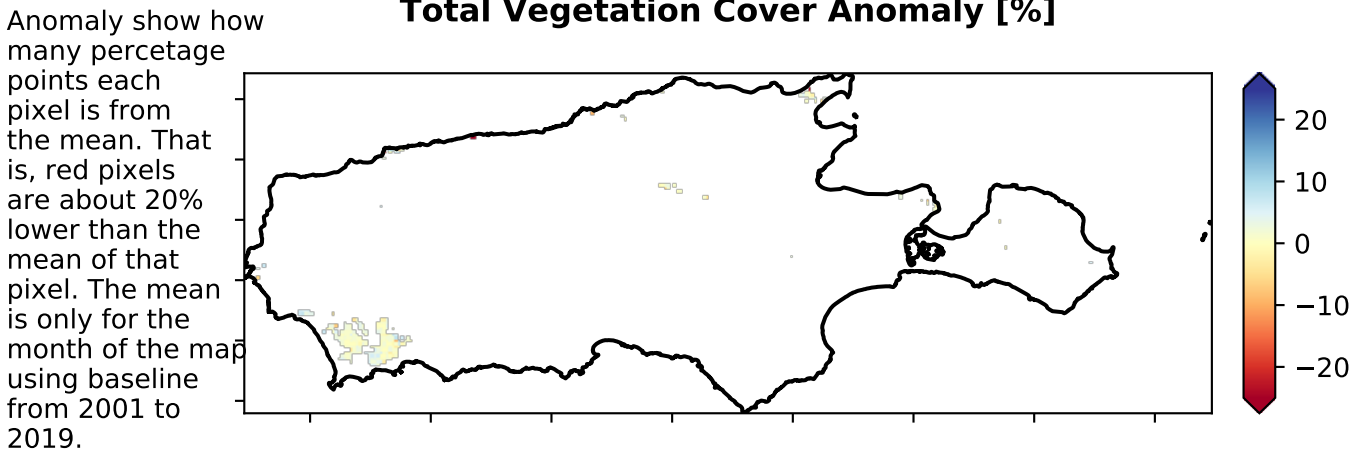 Total Vegetation Cover Anomaly [%]
Anomaly show how
many percetage
points each
pixel is from
the mean. That
is, red pixels
are about 20%
lower than the
mean of that
pixel. The mean
is only for the
month of the map
using baseline
from 2001 to
2019.
20
10
0
−10
−20